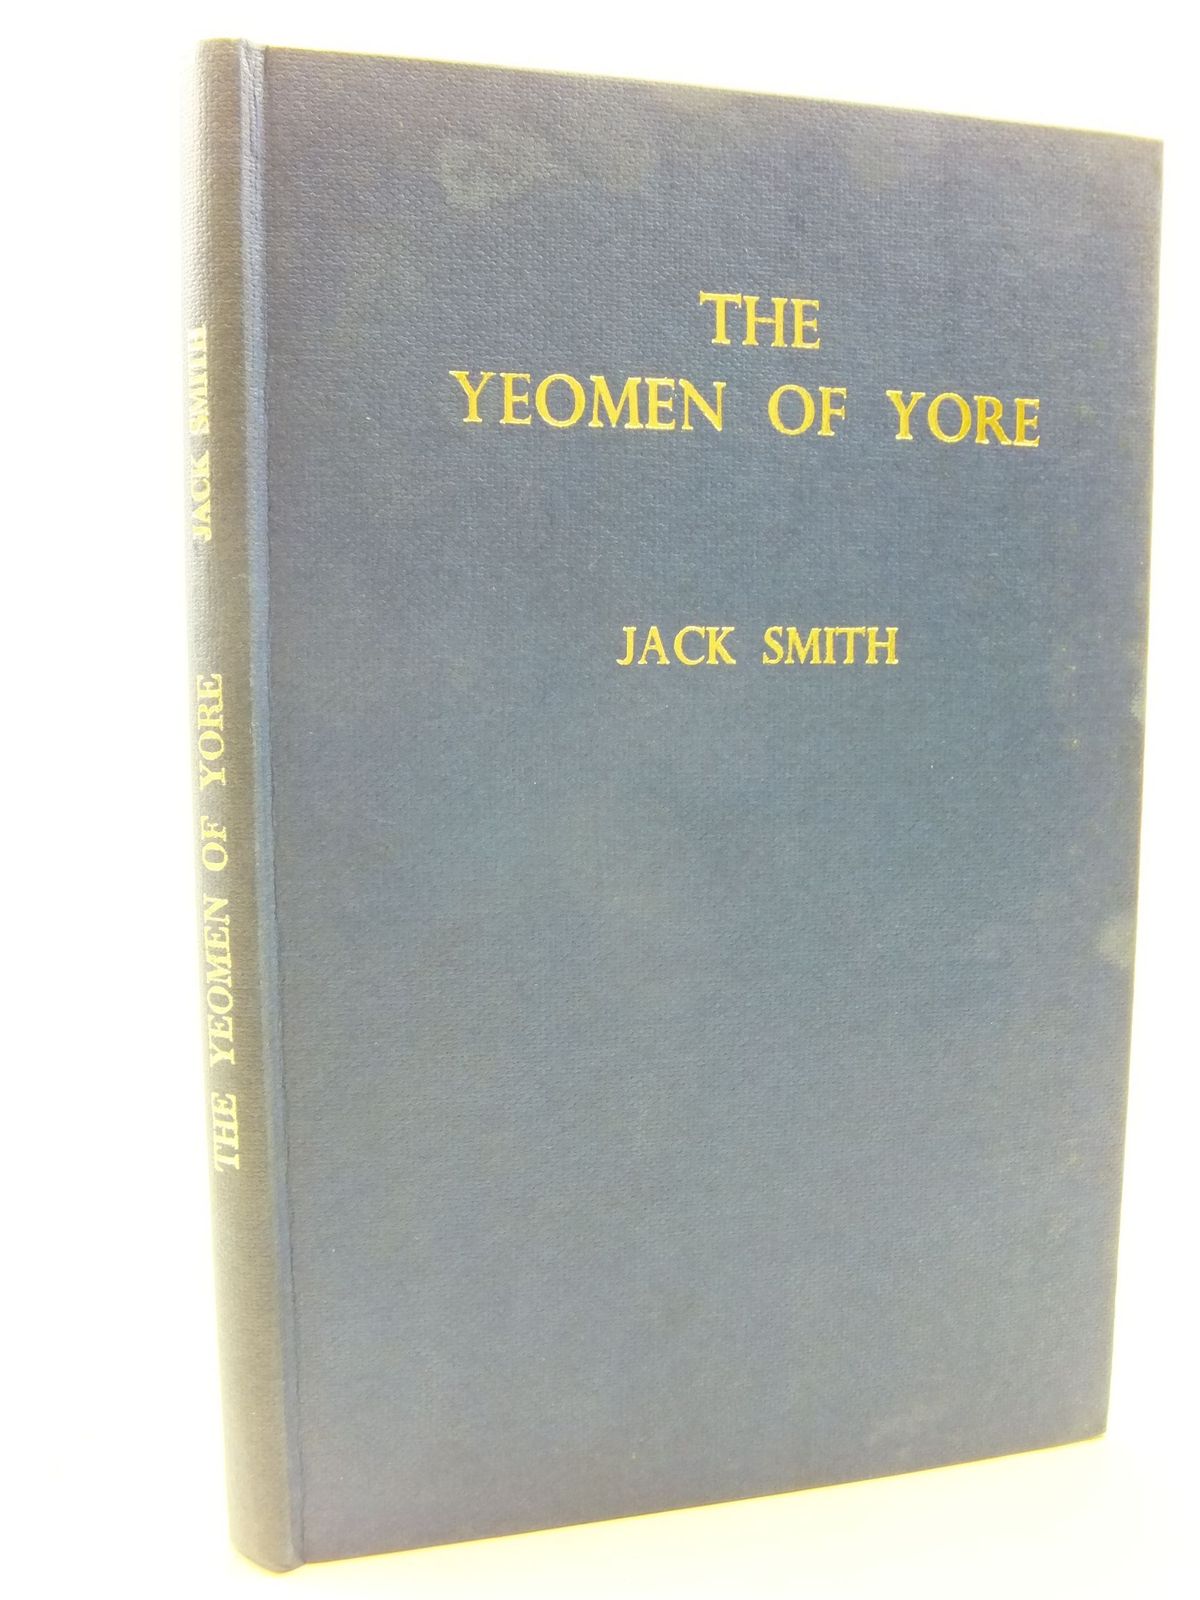 THE
YEOMEN OF YORE
JACK SMITH
THE YEOMEN OF YORE JACK SMITH